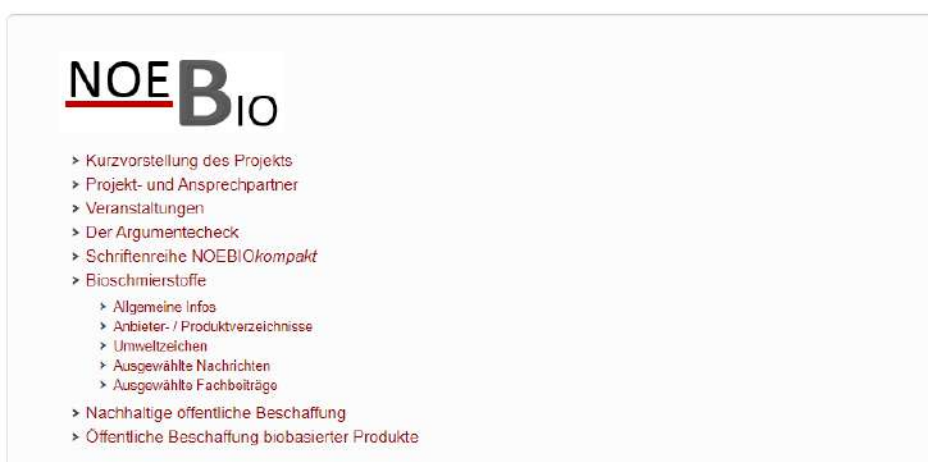 NOEBIO
Kurzvorstellung des Projekts
Projekt- und Ansprechpartner
Veranstaltungen
Der Argumentecheck
Schriftenreihe NOEBIOkompakt
Bioschmierstoffe
Allgemeine Infos
Anbieter- / Produktverzeichnisse
Umweltzeichen
Ausgewählte Nachrichten
Ausgewählte Fachbeiträge
Nachhaltige öffentliche Beschaffung
Öffentliche Beschaffung biobasierter Produkte